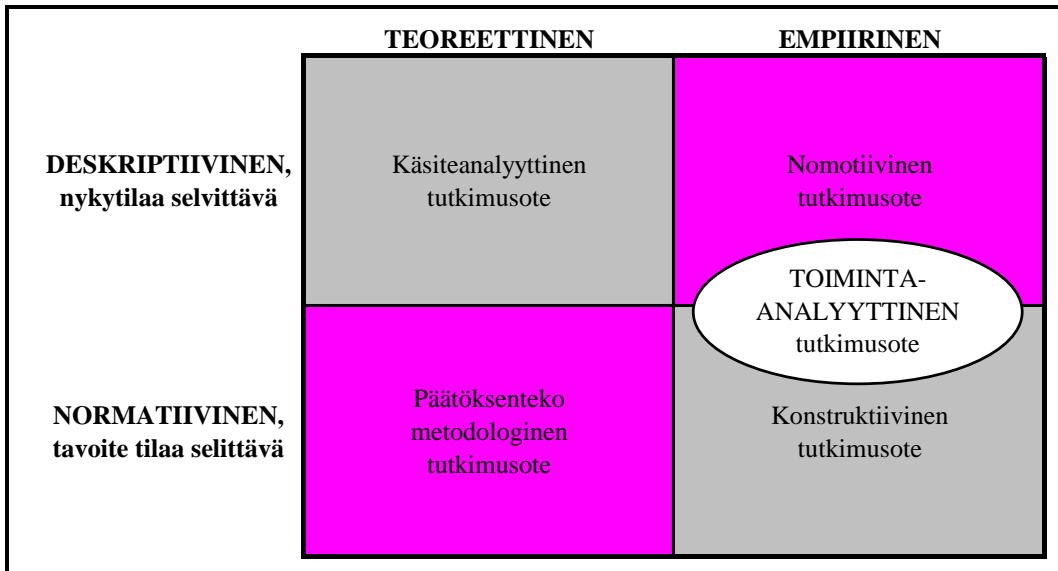 TEOREETTINEN
EMPIIRINEN
DESKRIPTIIVINEN,
nykytilaa selvittävä
Käsiteanalyyttinen
tutkimusote
Nomotiivinen
tutkimusote
TOIMINTA-
ANALYYTTINEN
tutkimusote
NORMATIIVINEN,
tavoite tilaa selittävä
Päätöksenteko
metodologinen
tutkimusote
Konstruktiivinen
tutkimusote